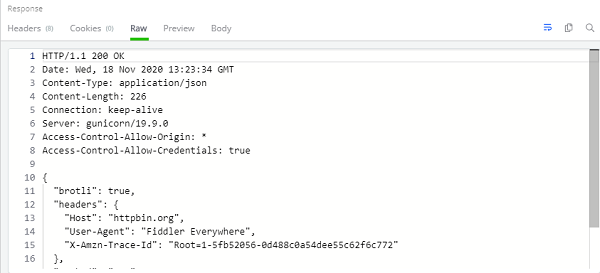 Response
Headers (8) Cookies (0) Raw Preview Body
1 HTTP/1.1 200 OK
2 Date: Wed, 18 Nov 2020 13:23:34 GMT
3 Content-Type: application/json
4 Content-Length: 226
5 Connection: keep-alive
6 Server: gunicorn/19.9.0
7 Access-Control-Allow-Origin: *
8 Access-Control-Allow-Credentials: true
9
10 {
11 "brotli": true,
12 "headers": {
13 "Host": "httpbin.org",
14 "User-Agent": "Fiddler Everywhere",
15 "X-Amzn-Trace-Id": "Root=1-5fb52056-0d488c0a54dee55c62f6c772"
16 },